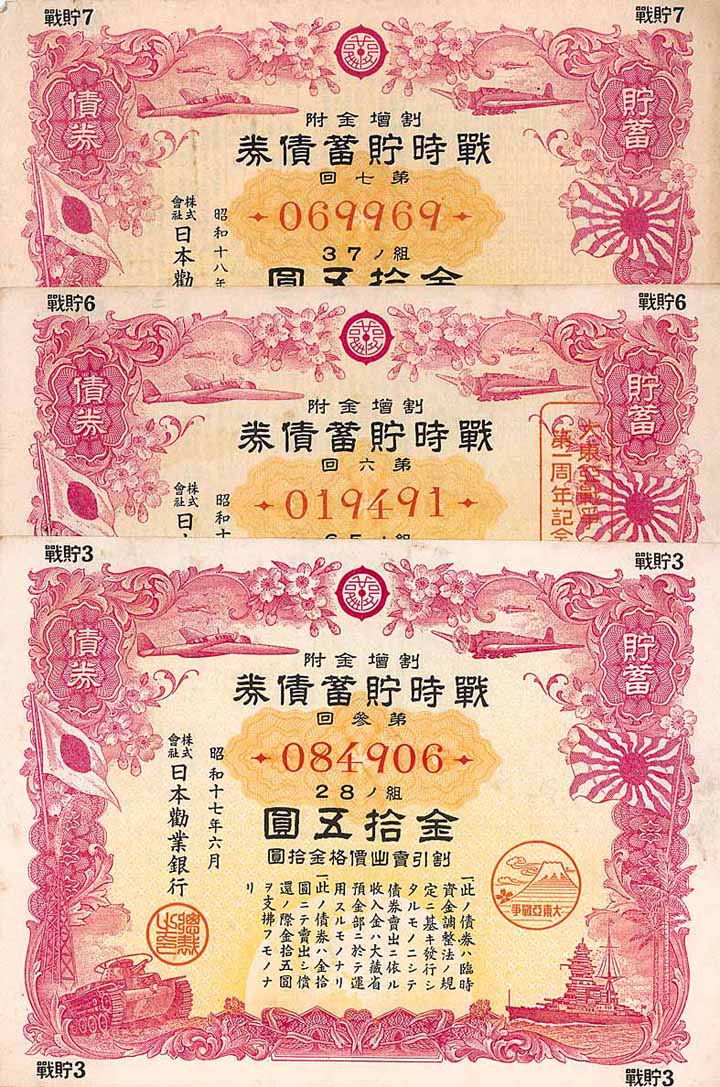 戰貯7
戰貯7
貯蓄
債券
割增金附
戰時貯蓄債券
第七回
069969
組ノ37
金拾五圓
昭和十八年
株式會社
日本勸
戰貯6
戰貯6
貯蓄
債券
割增金附
戰時貯蓄債券
第六回
019491
組ノ65
大東亞戰爭
第一周年記念
昭和十
株式會社
日
戰貯3
戰貯3
貯蓄
債券
割增金附
戰時貯蓄債券
第參回
084906
組ノ28
金拾五圓
割引賣出價格金拾圓
大東亞戰爭
一此ノ債券ハ臨時
資金調整法ノ規
定ニ基キ發行シ
タルモノニシテ
債券賣出ニ依ル
收入金ハ大藏省
預金部ニ於テ運
用スルモノナリ
一此ノ債券ハ金拾
圓ニテ賣出シ償
還ノ際金拾五圓
ヲ支拂フモノナ
リ
昭和十七年六月
株式會社
日本勸業銀行
總裁之印
戰貯3
戰貯3